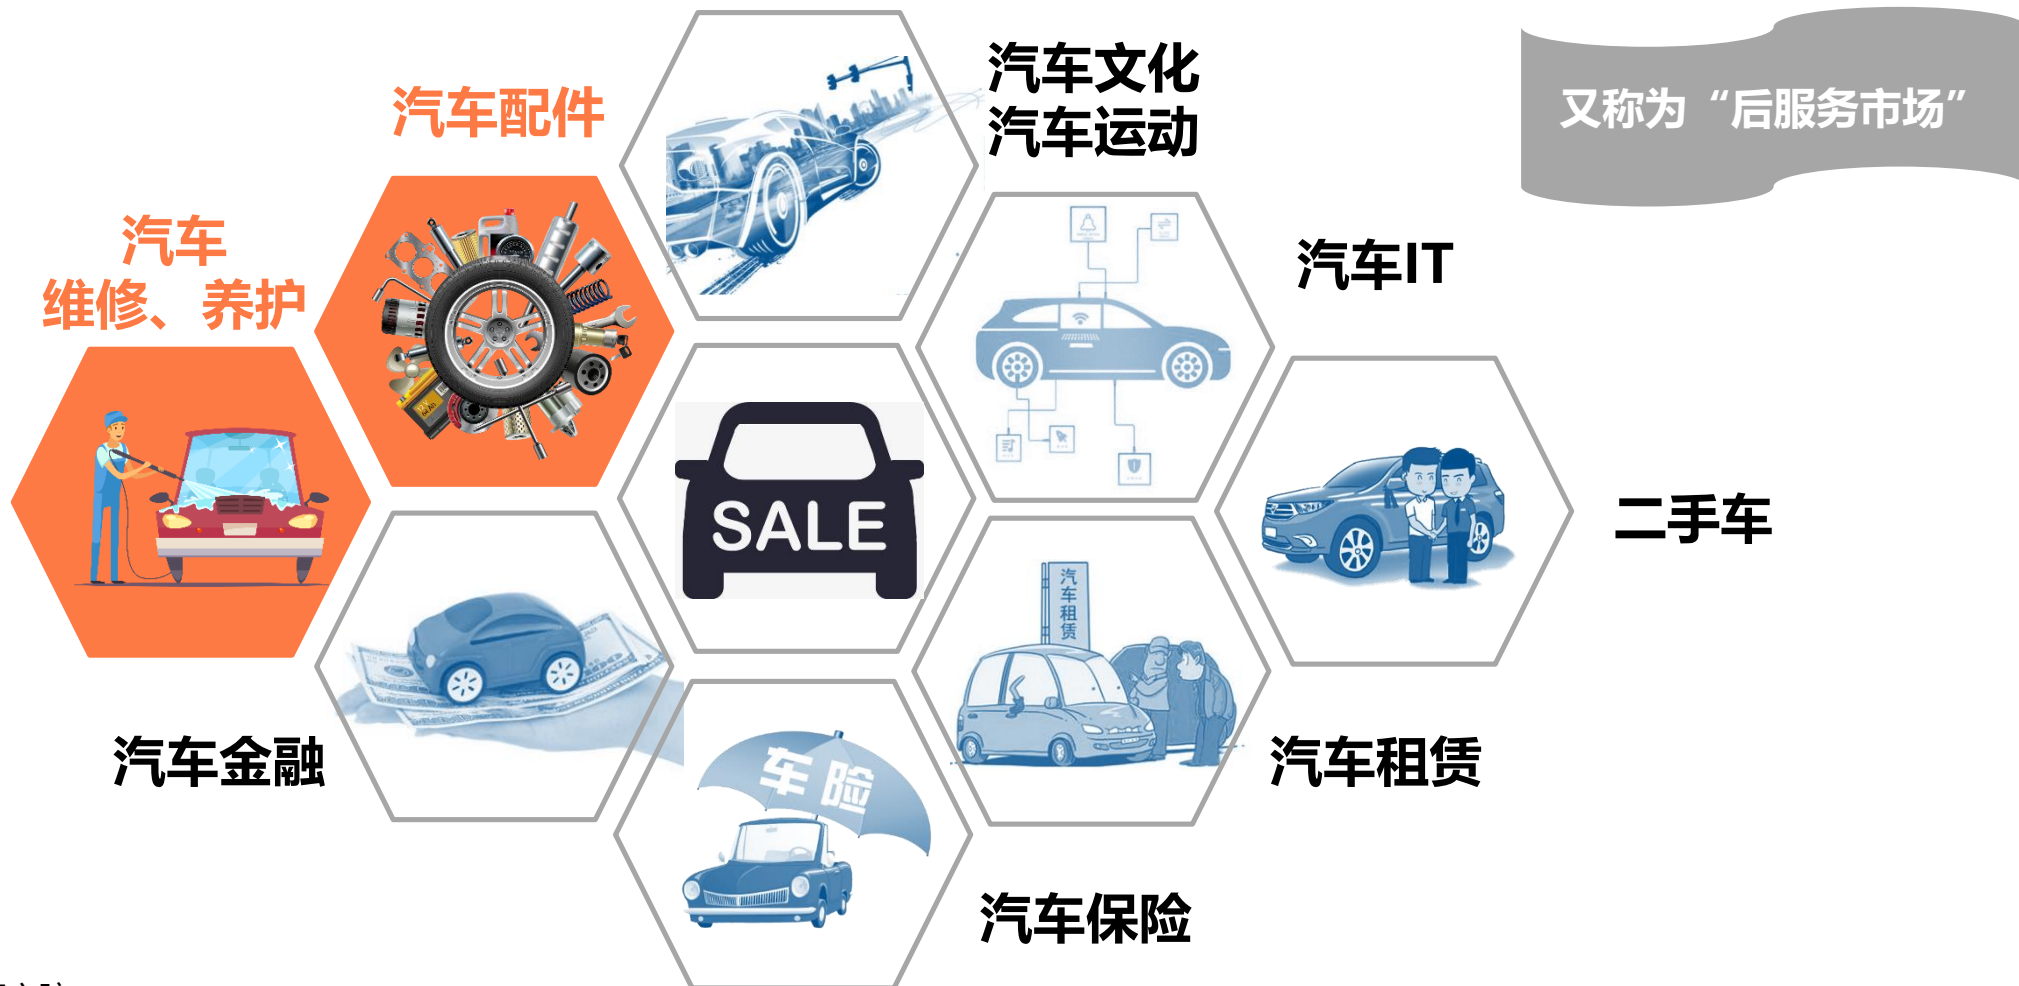 汽车文化
汽车运动
又称为“后服务市场”
汽车配件
汽车
维修、养护
汽车IT
SALE
二手车
汽车租赁
汽车金融
汽车租赁
车险
汽车保险